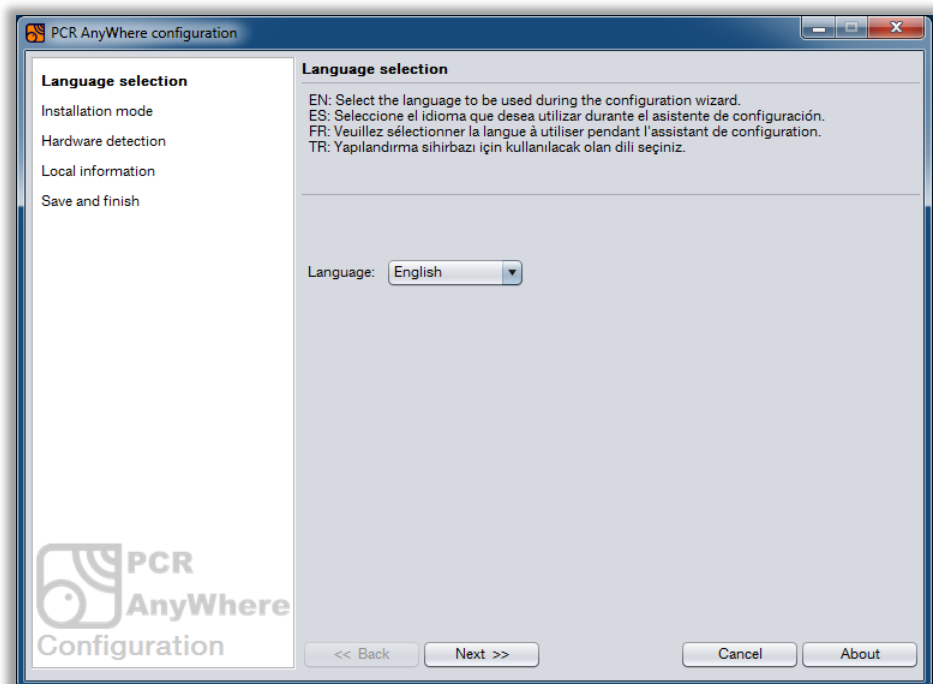 PCR AnyWhere configuration
Language selection
Installation mode
Hardware detection
Local information
Save and finish
PCR
AnyWhere
Configuration
Language selection
EN: Select the language to be used during the configuration wizard.
ES: Seleccione el idioma que desea utilizar durante el asistente de configuración.
FR: Veuillez sélectionner la langue à utiliser pendant l'assistant de configuration.
TR: Yapılandırma sihirbazı için kullanılacak olan dili seçiniz.
Language: English
<< Back Next >> Cancel About